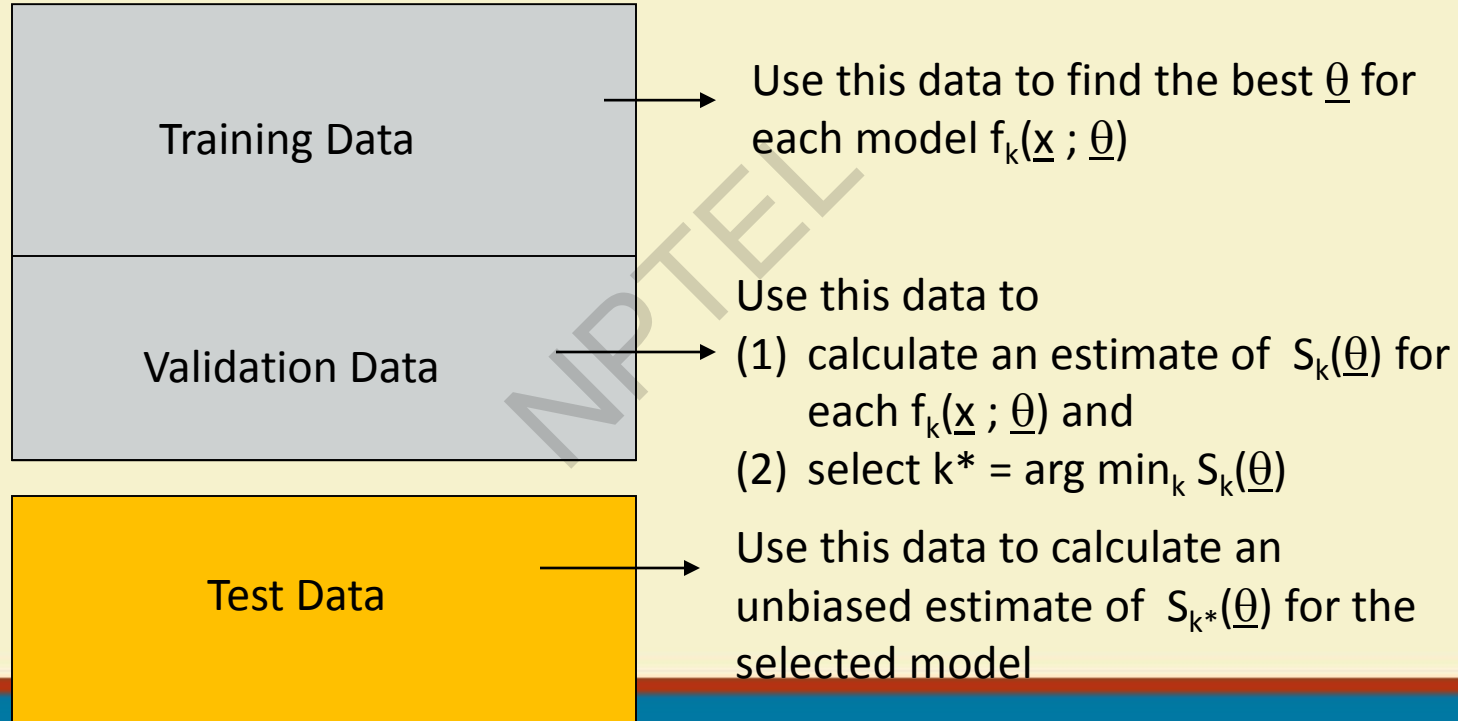 Training Data
Use this data to find the best θ for
each model fk(x ; θ)
Validation Data
Use this data to
(1) calculate an estimate of Sk(θ) for
each fk(x ; θ) and
(2) select k* = arg mink Sk(θ)
Test Data
Use this data to calculate an
unbiased estimate of Sk*(θ) for the
selected model
NPTEL